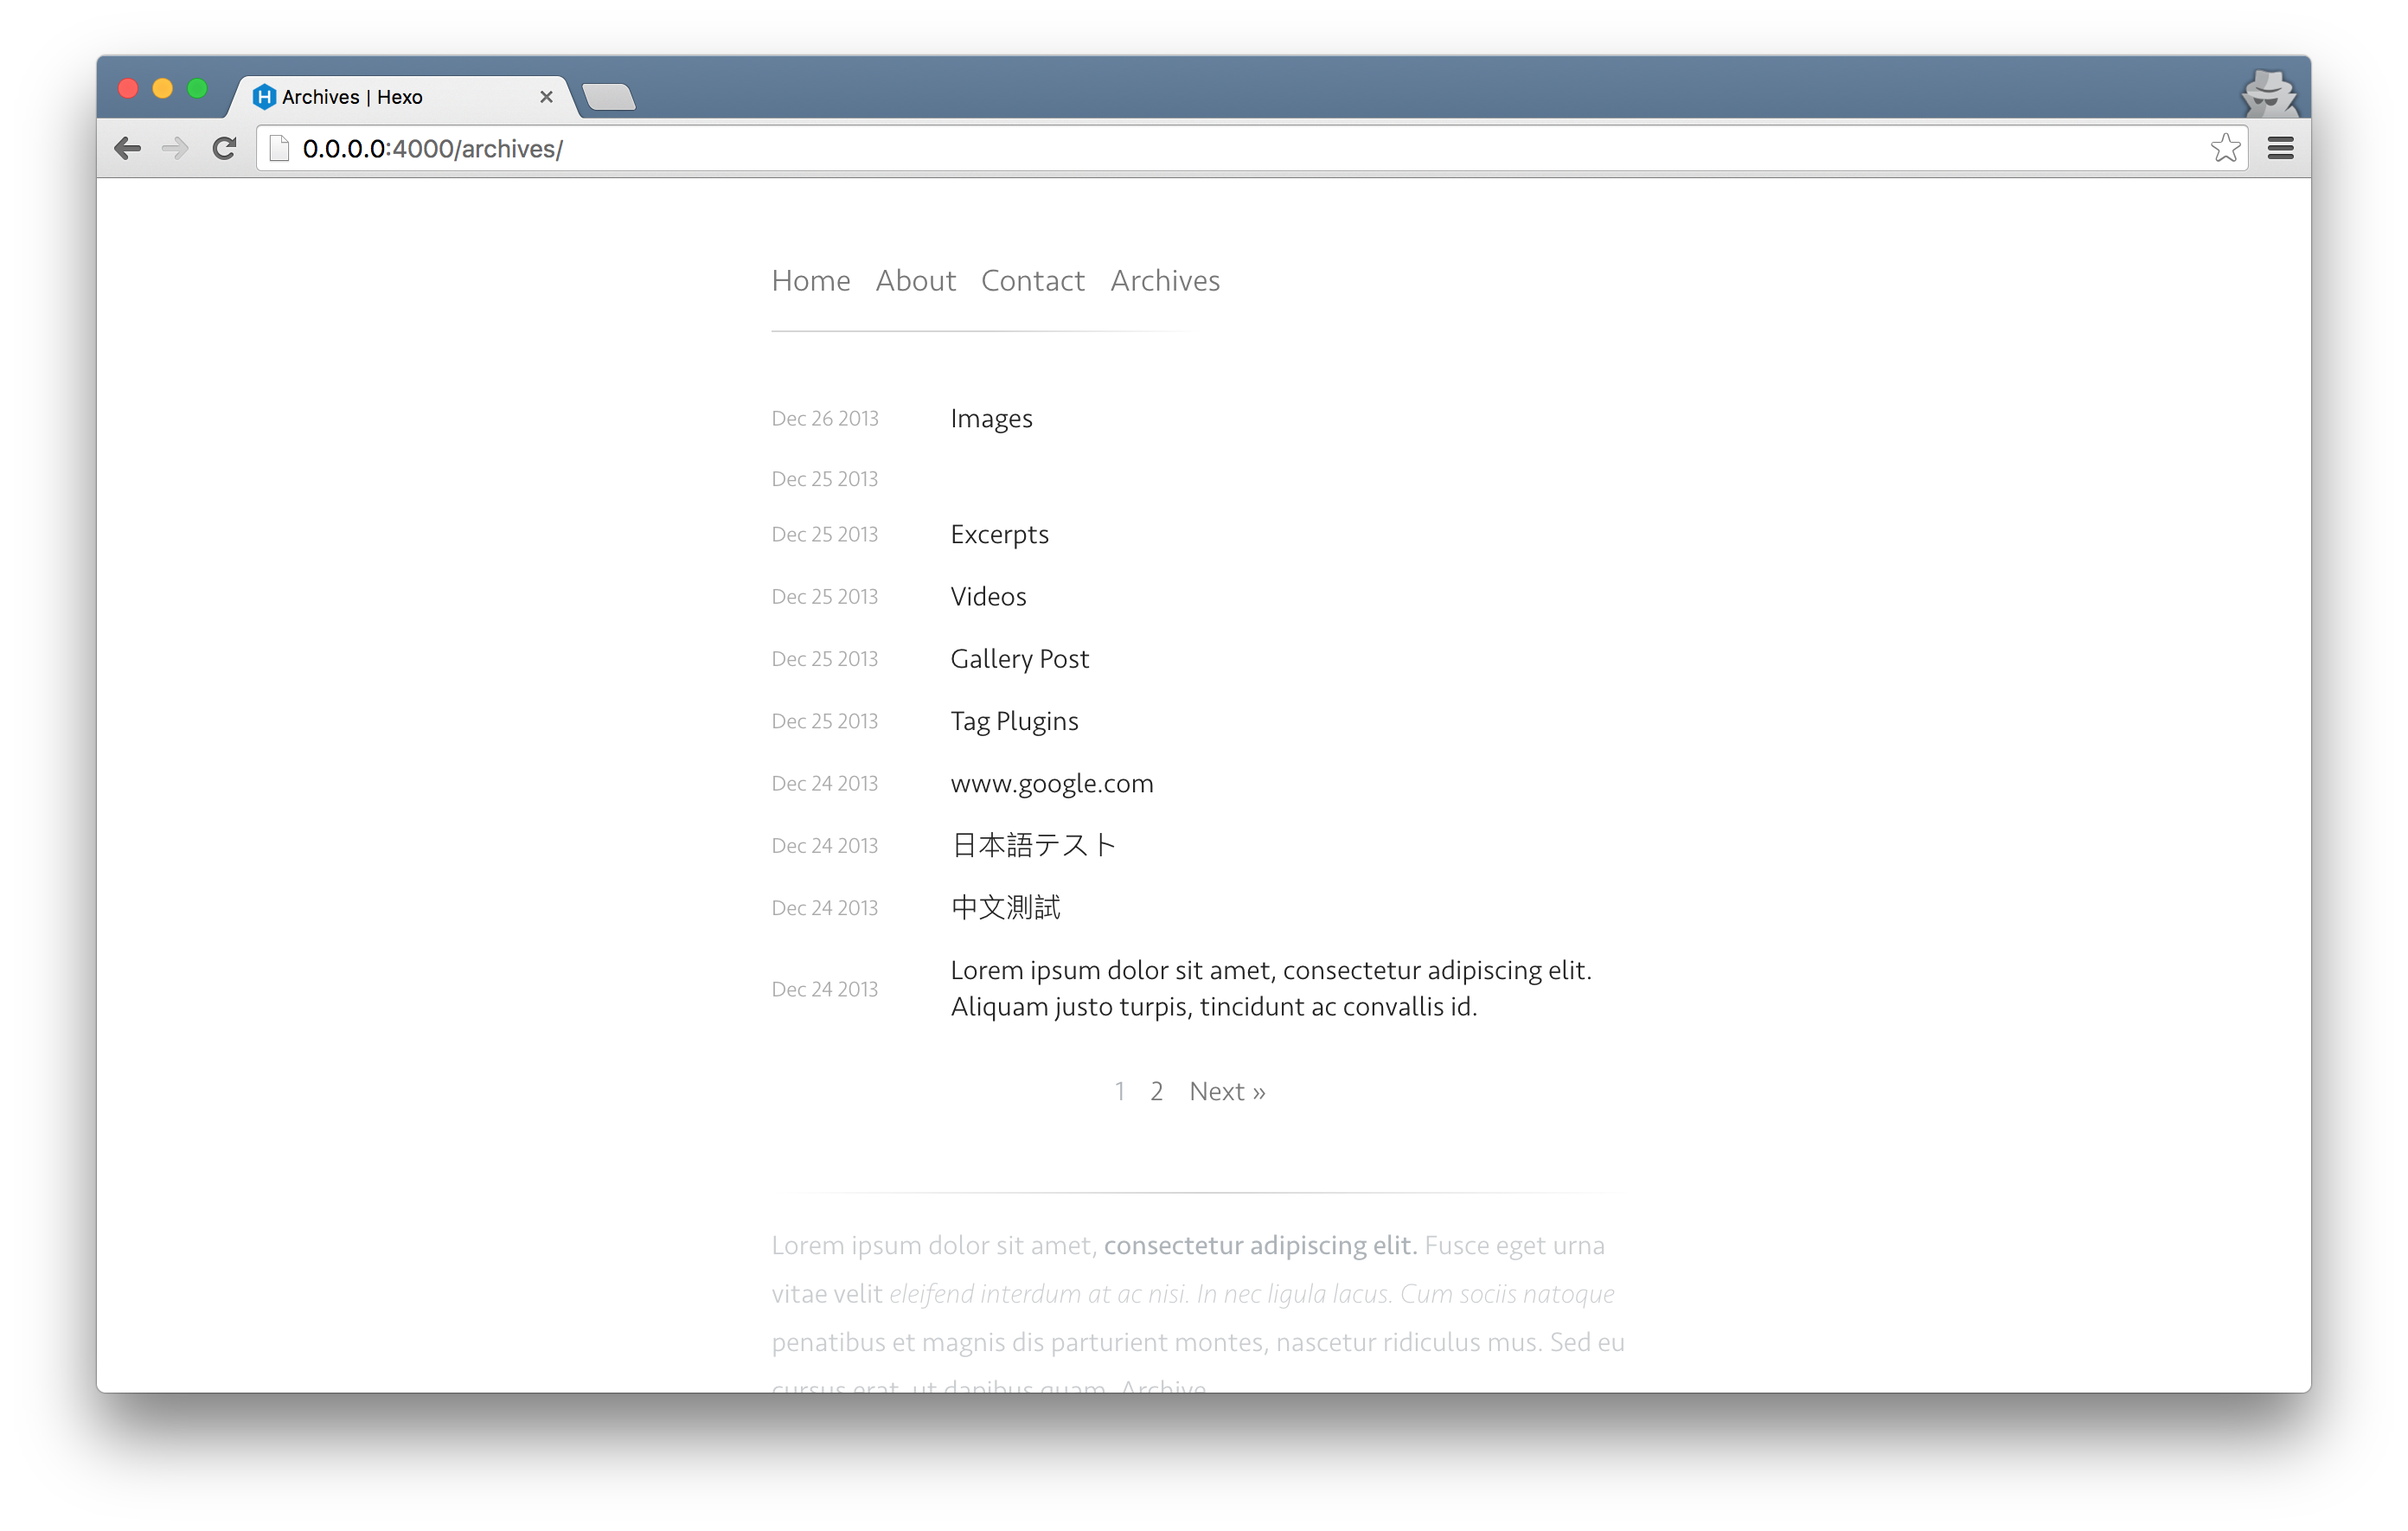 Archives | Hexo
0.0.0.0:4000/archives/
Home About Contact Archives
Dec 26 2013 Images
Dec 25 2013
Dec 25 2013 Excerpts
Dec 25 2013 Videos
Dec 25 2013 Gallery Post
Dec 25 2013 Tag Plugins
Dec 24 2013 www.google.com
Dec 24 2013 日本語テスト
Dec 24 2013 中文測試
Dec 24 2013 Lorem ipsum dolor sit amet, consectetur adipiscing elit.
Aliquam justo turpis, tincidunt ac convallis id.
1 2 Next »
Lorem ipsum dolor sit amet, consectetur adipiscing elit. Fusce eget urna
vitae velit eleifend interdum at ac nisi. In nec ligula lacus. Cum sociis natoque
penatibus et magnis dis parturient montes, nascetur ridiculus mus. Sed eu
cursus erat, ut dapibus quam. Archive